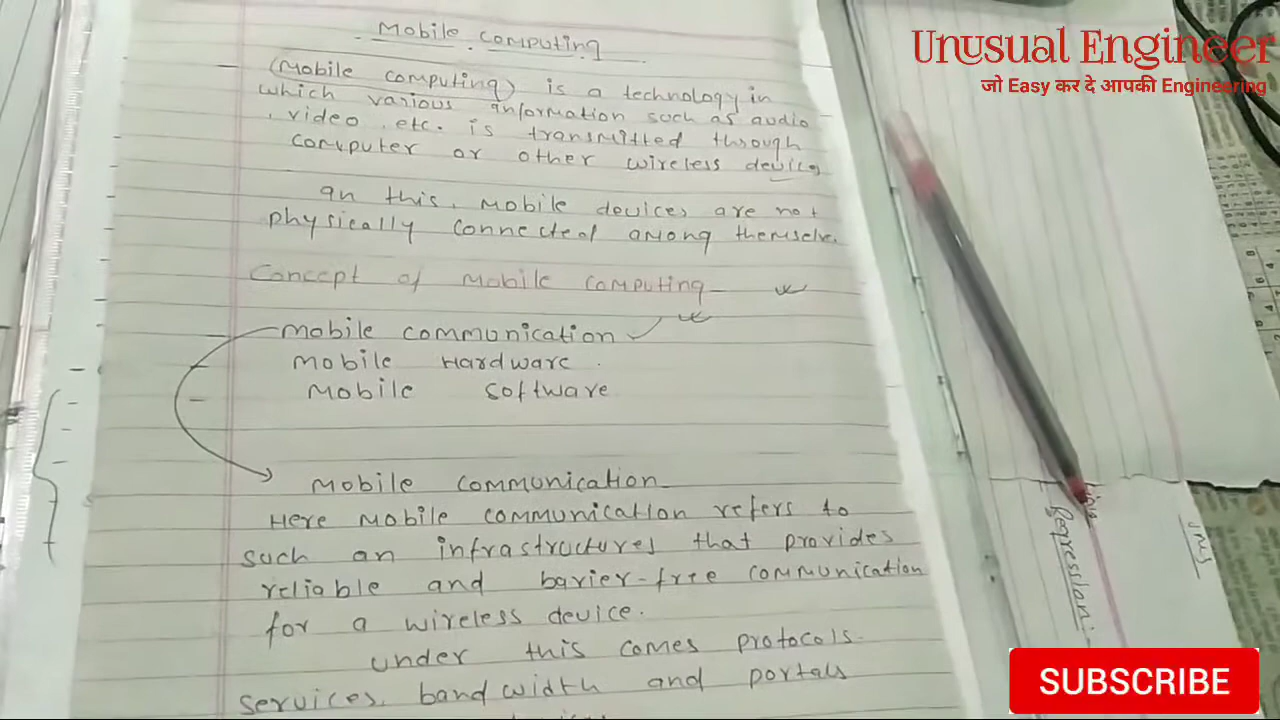 Mobile Computing
(Mobile computing) is a technology in
which various information such as audio
, video, etc. is transmitted through
computer or other wireless devices
In this, mobile devices are not
physically connected among themselves.
Concept of Mobile Computing
Mobile communication
Mobile Hardware.
Mobile Software
Mobile communication
Here mobile communication refers to
such an infrastructures that provides
reliable and barier-free communication
for a wireless device.
under this comes protocols.
services, bandwidth and portals
Unusual Engineer
जो Easy कर दे आपकी Engineering
Regression:-
SUBSCRIBE